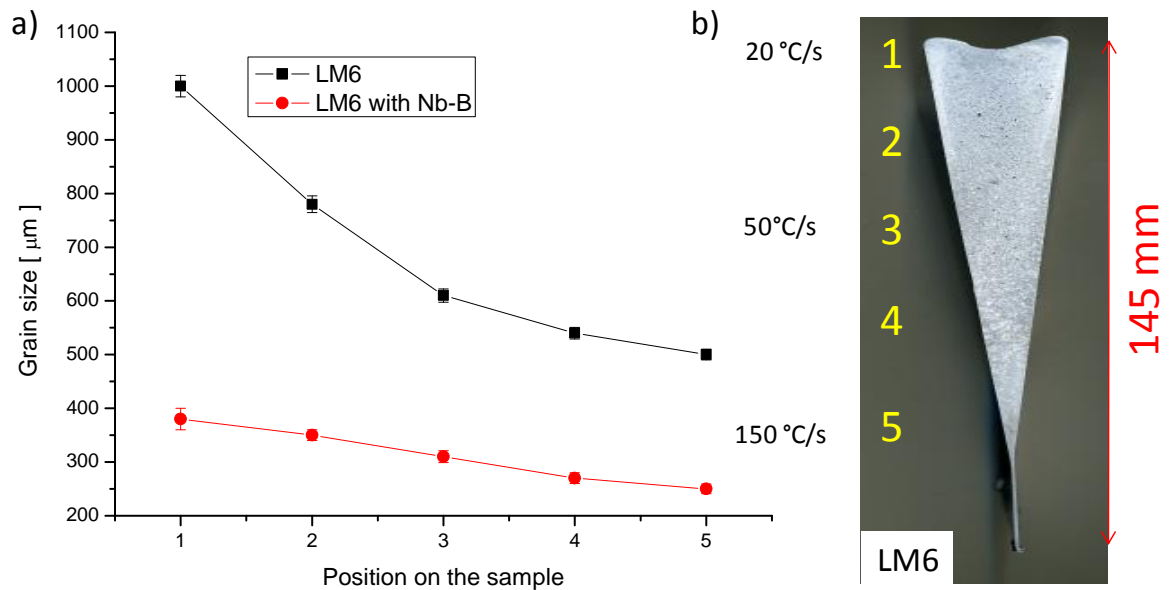 a)
Grain size [ μm]
1100
1000
900
800
700
600
500
400
300
200
LM6
LM6 with Nb-B
1
2
3
4
5
Position on the sample
b)
20 °C/s
50°C/s
150 °C/s
1
2
3
4
5
145 mm
LM6